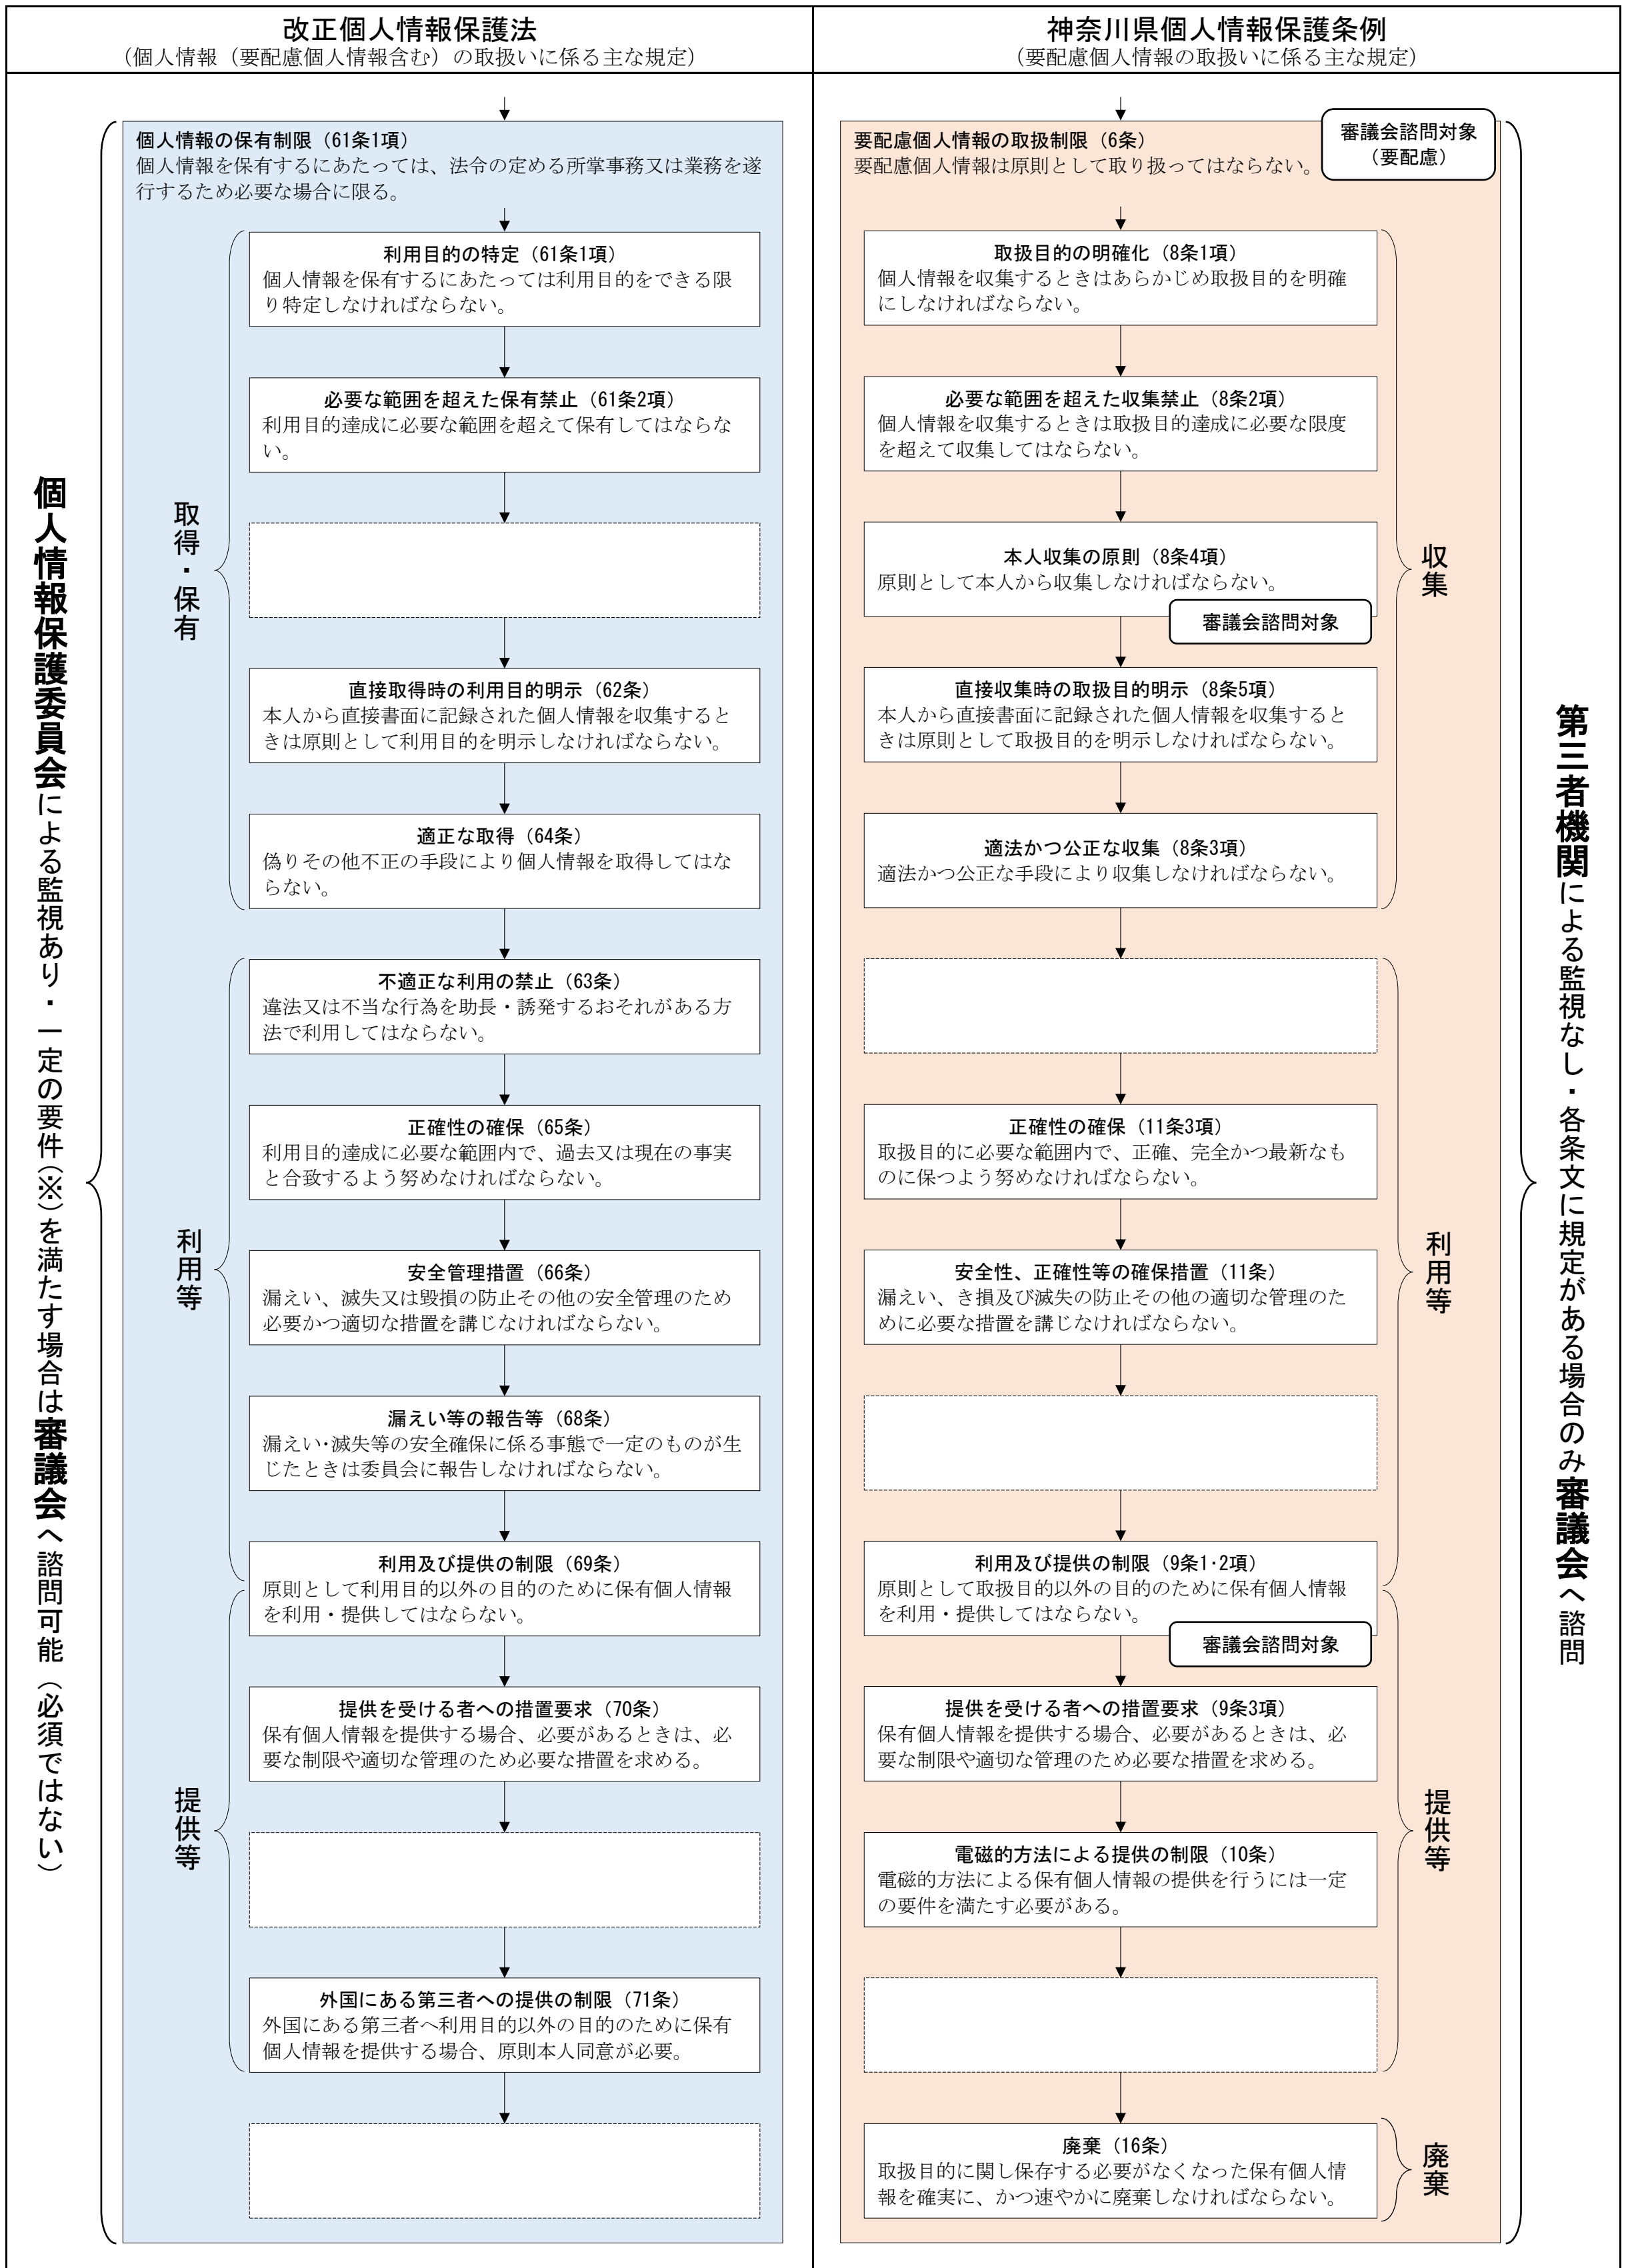 改正個人情報保護法
（個人情報（要配慮個人情報含む）の取扱いに係る主な規定）
個人情報保護委員会による監視あり・一定の要件（※）を満たす場合は審議会へ諮問可能（必須ではない）
個人情報の保有制限（61条1項）
個人情報を保有するにあたっては、法令の定める所掌事務又は業務を遂
行するため必要な場合に限る。
取得・保有
利用目的の特定（61条1項）
個人情報を保有するにあたっては利用目的をできる限
り特定しなければならない。
必要な範囲を超えた保有禁止（61条2項）
利用目的達成に必要な範囲を超えて保有してはならな
い。
直接取得時の利用目的明示（62条）
本人から直接書面に記録された個人情報を収集すると
きは原則として利用目的を明示しなければならない。
適正な取得（64条）
偽りその他不正の手段により個人情報を取得してはな
らない。
利用等
不適正な利用の禁止（63条）
違法又は不当な行為を助長・誘発するおそれがある方
法で利用してはならない。
正確性の確保（65条）
利用目的達成に必要な範囲内で、過去又は現在の事実
と合致するよう努めなければならない。
安全管理措置（66条）
漏えい、滅失又は毀損の防止その他の安全管理のため
必要かつ適切な措置を講じなければならない。
漏えい等の報告等（68条）
漏えい・滅失等の安全確保に係る事態で一定のものが生
じたときは委員会に報告しなければならない。
利用及び提供の制限（69条）
原則として利用目的以外の目的のために保有個人情報
を利用・提供してはならない。
提供等
提供を受ける者への措置要求（70条）
保有個人情報を提供する場合、必要があるときは、必
要な制限や適切な管理のため必要な措置を求める。
外国にある第三者への提供の制限（71条）
外国にある第三者へ利用目的以外の目的のために保有
個人情報を提供する場合、原則本人同意が必要。
神奈川県個人情報保護条例
（要配慮個人情報の取扱いに係る主な規定）
要配慮個人情報の取扱制限（6条）
要配慮個人情報は原則として取り扱ってはならない。
審議会諮問対象
（要配慮）
取扱目的の明確化（8条1項）
個人情報を収集するときはあらかじめ取扱目的を明確
にしなければならない。
必要な範囲を超えた収集禁止（8条2項）
個人情報を収集するときは取扱目的達成に必要な限度
を超えて収集してはならない。
本人収集の原則（8条4項）
原則として本人から収集しなければならない。
審議会諮問対象
収集
直接収集時の取扱目的明示（8条5項）
本人から直接書面に記録された個人情報を収集すると
きは原則として取扱目的を明示しなければならない。
適法かつ公正な収集（8条3項）
適法かつ公正な手段により収集しなければならない。
正確性の確保（11条3項）
取扱目的に必要な範囲内で、正確、完全かつ最新なも
のに保つよう努めなければならない。
安全性、正確性等の確保措置（11条）
漏えい、き損及び滅失の防止その他の適切な管理のた
めに必要な措置を講じなければならない。
利用等
利用及び提供の制限（9条1・2項）
原則として取扱目的以外の目的のために保有個人情報
を利用・提供してはならない。
審議会諮問対象
提供を受ける者への措置要求（9条3項）
保有個人情報を提供する場合、必要があるときは、必
要な制限や適切な管理のため必要な措置を求める。
電磁的方法による提供の制限（10条）
電磁的方法による保有個人情報の提供を行うには一定
の要件を満たす必要がある。
提供等
廃棄（16条）
取扱目的に関し保存する必要がなくなった保有個人情
報を確実に、かつ速やかに廃棄しなければならない。
廃棄
第三者機関による監視なし・各条文に規定がある場合のみ審議会へ諮問